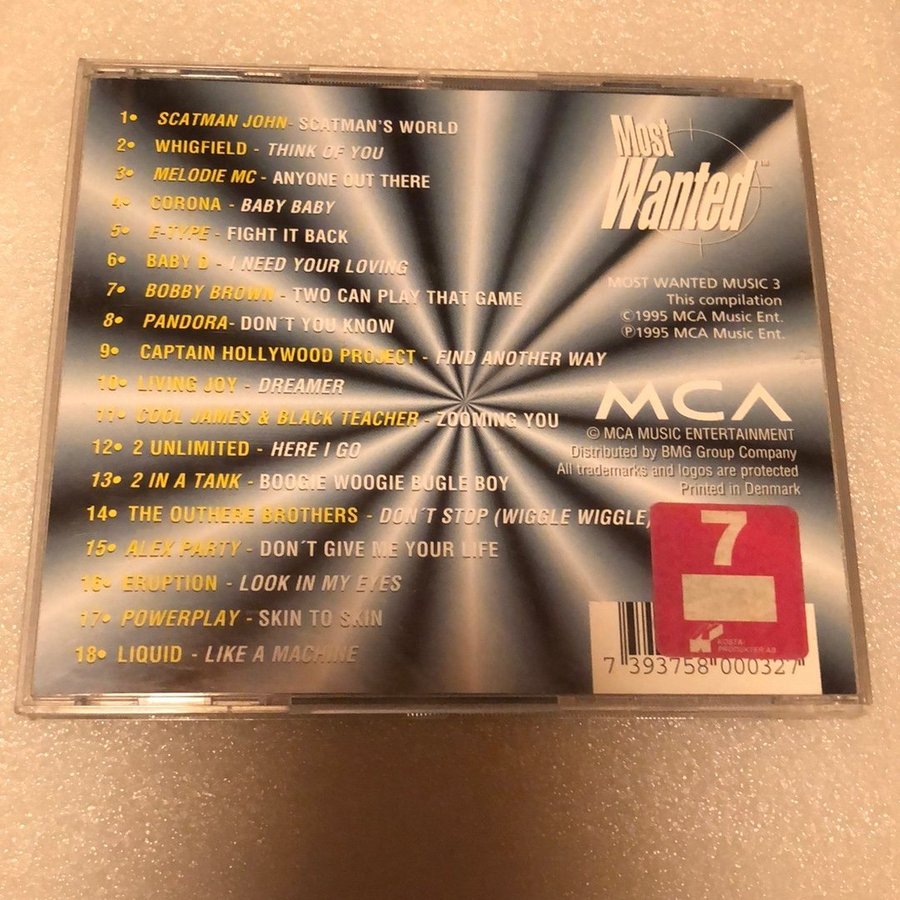 1• SCATMAN JOHN- SCATMAN'S WORLD
2• WHIGFIELD - THINK OF YOU
3• MELODIE MC - ANYONE OUT THERE
4• CORONA - BABY BABY
5• E-TYPE - FIGHT IT BACK
6• BABY D - I NEED YOUR LOVING
7• BOBBY BROWN - TWO CAN PLAY THAT GAME
8• PANDORA- DON´T YOU KNOW
9• CAPTAIN HOLLYWOOD PROJECT - FIND ANOTHER WAY
10• LIVING JOY - DREAMER
11• COOL JAMES & BLACK TEACHER - ZOOMING YOU
12• 2 UNLIMITED - HERE I GO
13• 2 IN A TANK - BOOGIE WOOGIE BUGLE BOY
14• THE OUTHERE BROTHERS - DON´T STOP (WIGGLE WIGGLE)
15• ALEX PARTY - DON´T GIVE ME YOUR LIFE
16• ERUPTION - LOOK IN MY EYES
17• POWERPLAY - SKIN TO SKIN
18• LIQUID - LIKE A MACHINE
Most
Wanted™
MOST WANTED MUSIC 3
This compilation
©1995 MCA Music Ent.
℗1995 MCA Music Ent.
MCA
© MCA MUSIC ENTERTAINMENT
Distributed by BMG Group Company
All trademarks and logos are protected
Printed in Denmark
7
KOSTA-
PRODUKTER AB
7 393758 000327